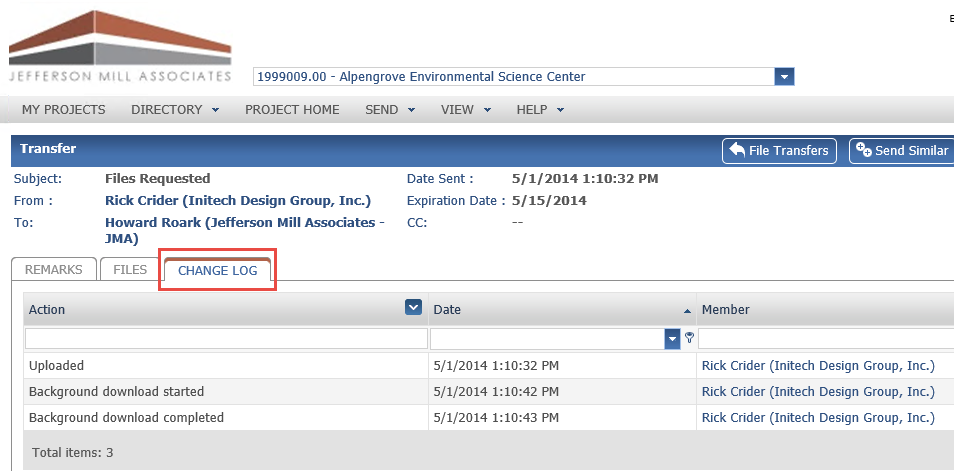 JEFFERSON MILL ASSOCIATES
1999009.00 - Alpengrove Environmental Science Center
MY PROJECTS DIRECTORY PROJECT HOME SEND VIEW HELP
Transfer File Transfers Send Similar
Subject: Files Requested Date Sent : 5/1/2014 1:10:32 PM
From : Rick Crider (Initech Design Group, Inc.) Expiration Date : 5/15/2014
To: Howard Roark (Jefferson Mill Associates - CC: --
JMA)
REMARKS FILES CHANGE LOG
Action Date Member
Uploaded 5/1/2014 1:10:32 PM Rick Crider (Initech Design Group, Inc.)
Background download started 5/1/2014 1:10:42 PM Rick Crider (Initech Design Group, Inc.)
Background download completed 5/1/2014 1:10:43 PM Rick Crider (Initech Design Group, Inc.)
Total items: 3